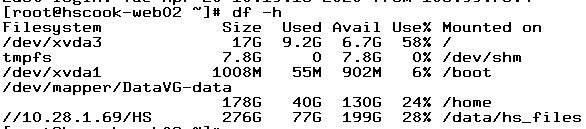 [root@hscook-web02 ~]# df -h
Filesystem            Size  Used Avail Use% Mounted on
/dev/xvda3             17G  9.2G  6.7G  58% /
tmpfs                 7.8G     0  7.8G   0% /dev/shm
/dev/xvda1           1008M   55M  902M   6% /boot
/dev/mapper/DataVG-data
                      178G   40G  130G  24% /home
//10.28.1.69/HS       276G   77G  199G  28% /data/hs_files